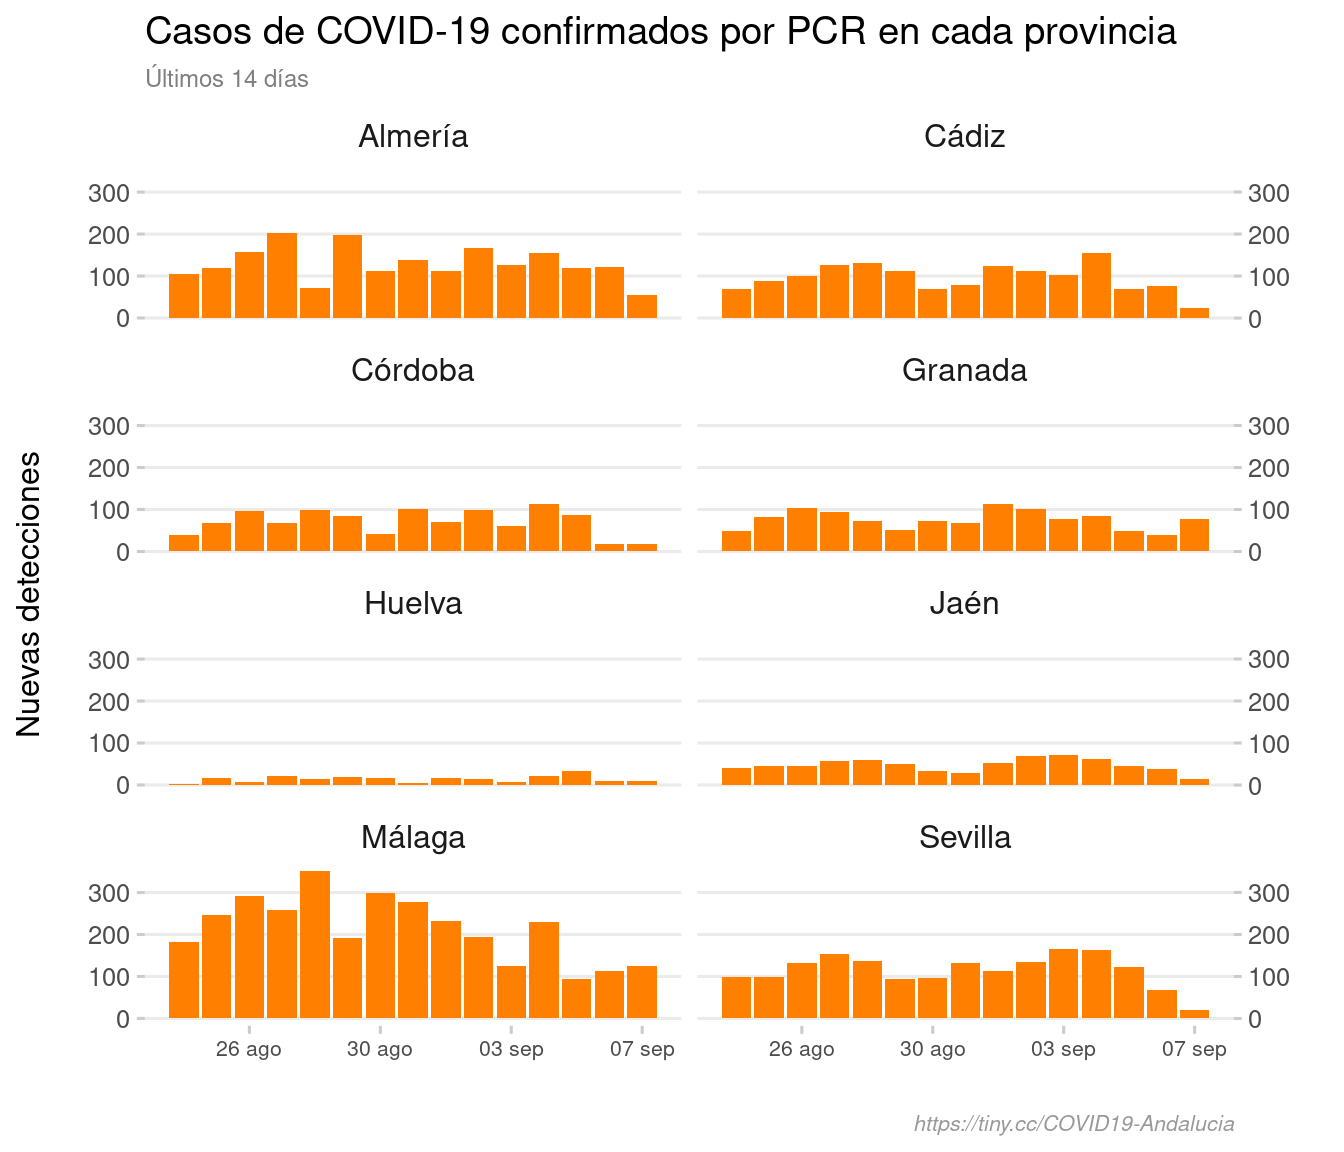 Casos de COVID-19 confirmados por PCR en cada provincia
Últimos 14 días
Almería
Cádiz
300
200
100
0
300
200
100
0
Córdoba
Granada
300
200
100
0
300
200
100
0
Nuevas detecciones
Huelva
Jaén
300
200
100
0
300
200
100
0
Málaga
Sevilla
300
200
100
0
300
200
100
0
26 ago 30 ago 03 sep 07 sep
26 ago 30 ago 03 sep 07 sep
https://tiny.cc/COVID19-Andalucia